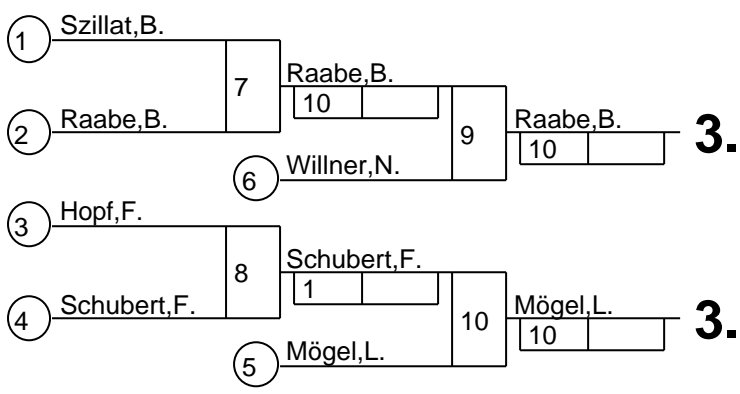 1 Szillat,B.
7 Raabe,B.
10
2 Raabe,B.
9 Raabe,B. 3.
10
6 Willner,N.
3 Hopf,F.
8 Schubert,F.
1
4 Schubert,F.
10 Mögel,L. 3.
10
5 Mögel,L.